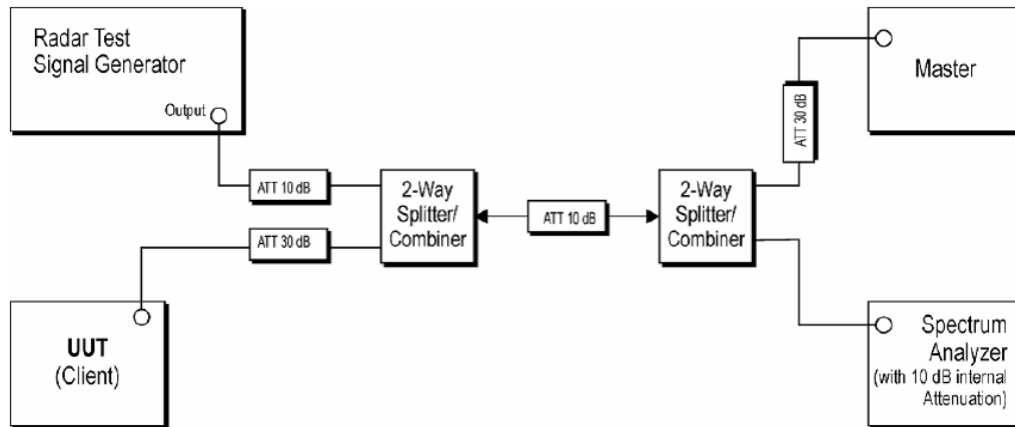 Radar Test
Signal Generator
Output
ATT 10 dB
ATT 30 dB
UUT
(Client)
2-Way
Splitter/
Combiner
ATT 10 dB
2-Way
Splitter/
Combiner
ATT 30 dB
Master
Spectrum
Analyzer
(with 10 dB internal
Attenuation)